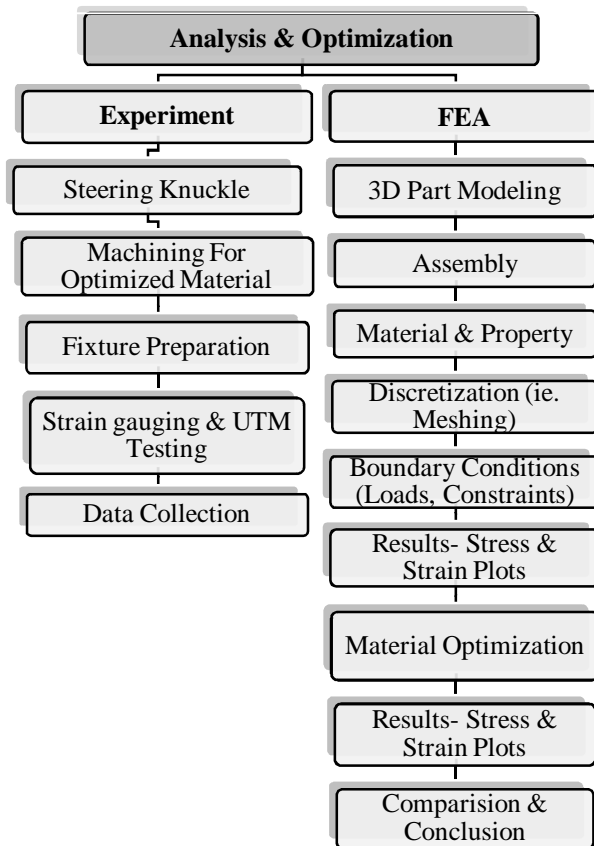 Analysis & Optimization
Experiment
Steering Knuckle
Machining For
Optimized Material
Fixture Preparation
Strain gauging & UTM
Testing
Data Collection
FEA
3D Part Modeling
Assembly
Material & Property
Discretization (ie.
Meshing)
Boundary Conditions
(Loads, Constraints)
Results- Stress &
Strain Plots
Material Optimization
Results- Stress &
Strain Plots
Comparision &
Conclusion